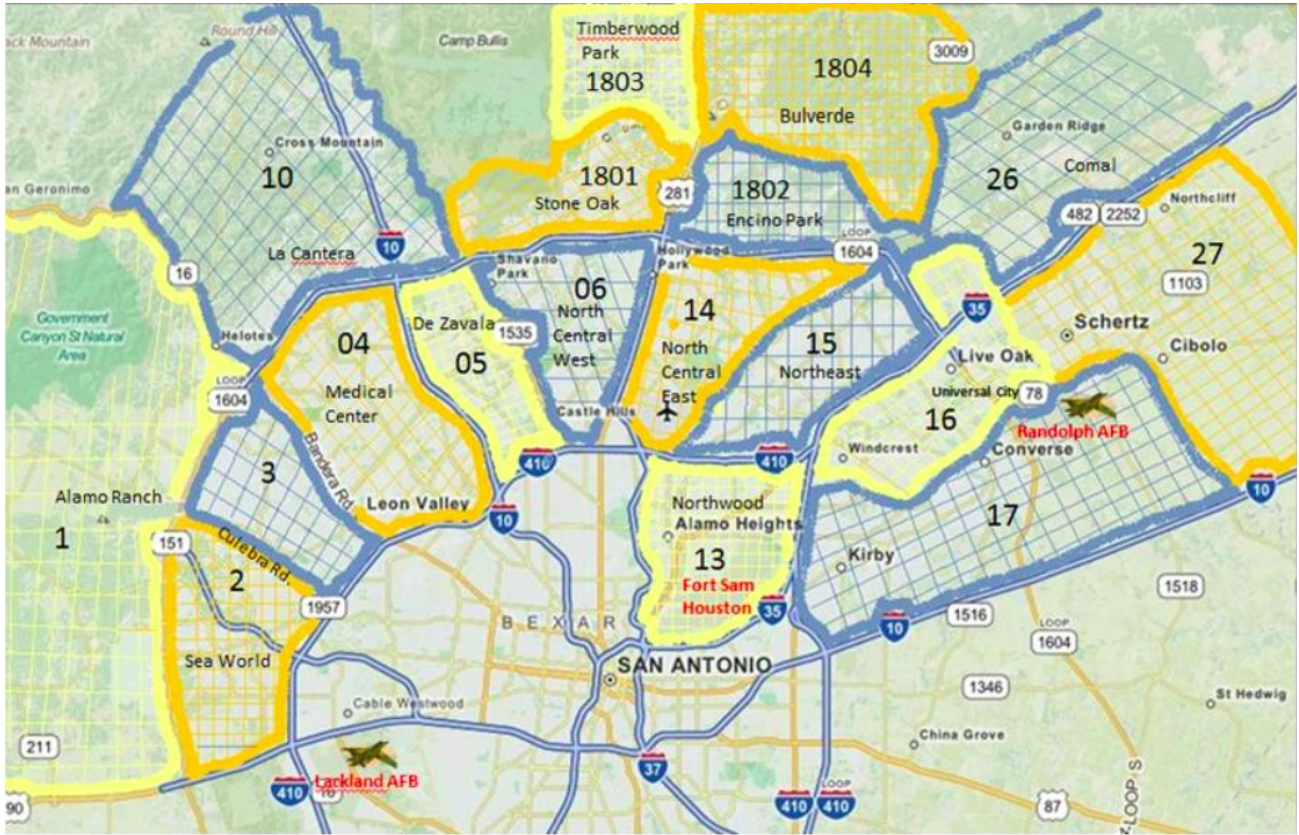 Round Hill
ack Mountain
Camp Bullis
Timberwood
Park
1803
1804
Bulverde
3009
Cross Mountain
10
an Geronimo
La Cantera
10
16
1801
Stone Oak
281
1802
Encino Park
LOOP
1604
Garden Ridge
26
Comal
482
2252
Northcliff
27
1103
Shavano
Park
Hollywood
Park
06
North
Central
West
De Zavala
1535
05
14
North
Central
East
15
Northeast
35
Schertz
Cibolo
Live Oak
Universal City
78
16
Randolph AFB
Converse
Windcrest
Government
Canyon St Natural
Area
Helotes
LOOP
1604
04
Medical
Center
Castle Hills
410
410
3
Bandera Rd.
Leon Valley
10
Alamo Ranch
1
151
Culebra Rd.
2
1957
Sea World
Northwood
Alamo Heights
13
Fort Sam
Houston
35
Kirby
17
10
10
1518
1516
LOOP
1604
BEXAR
SAN ANTONIO
Cable Westwood
1346
St Hedwig
China Grove
211
Lackland AFB
90
410
37
LOOP
410
410
87
-LOOP S